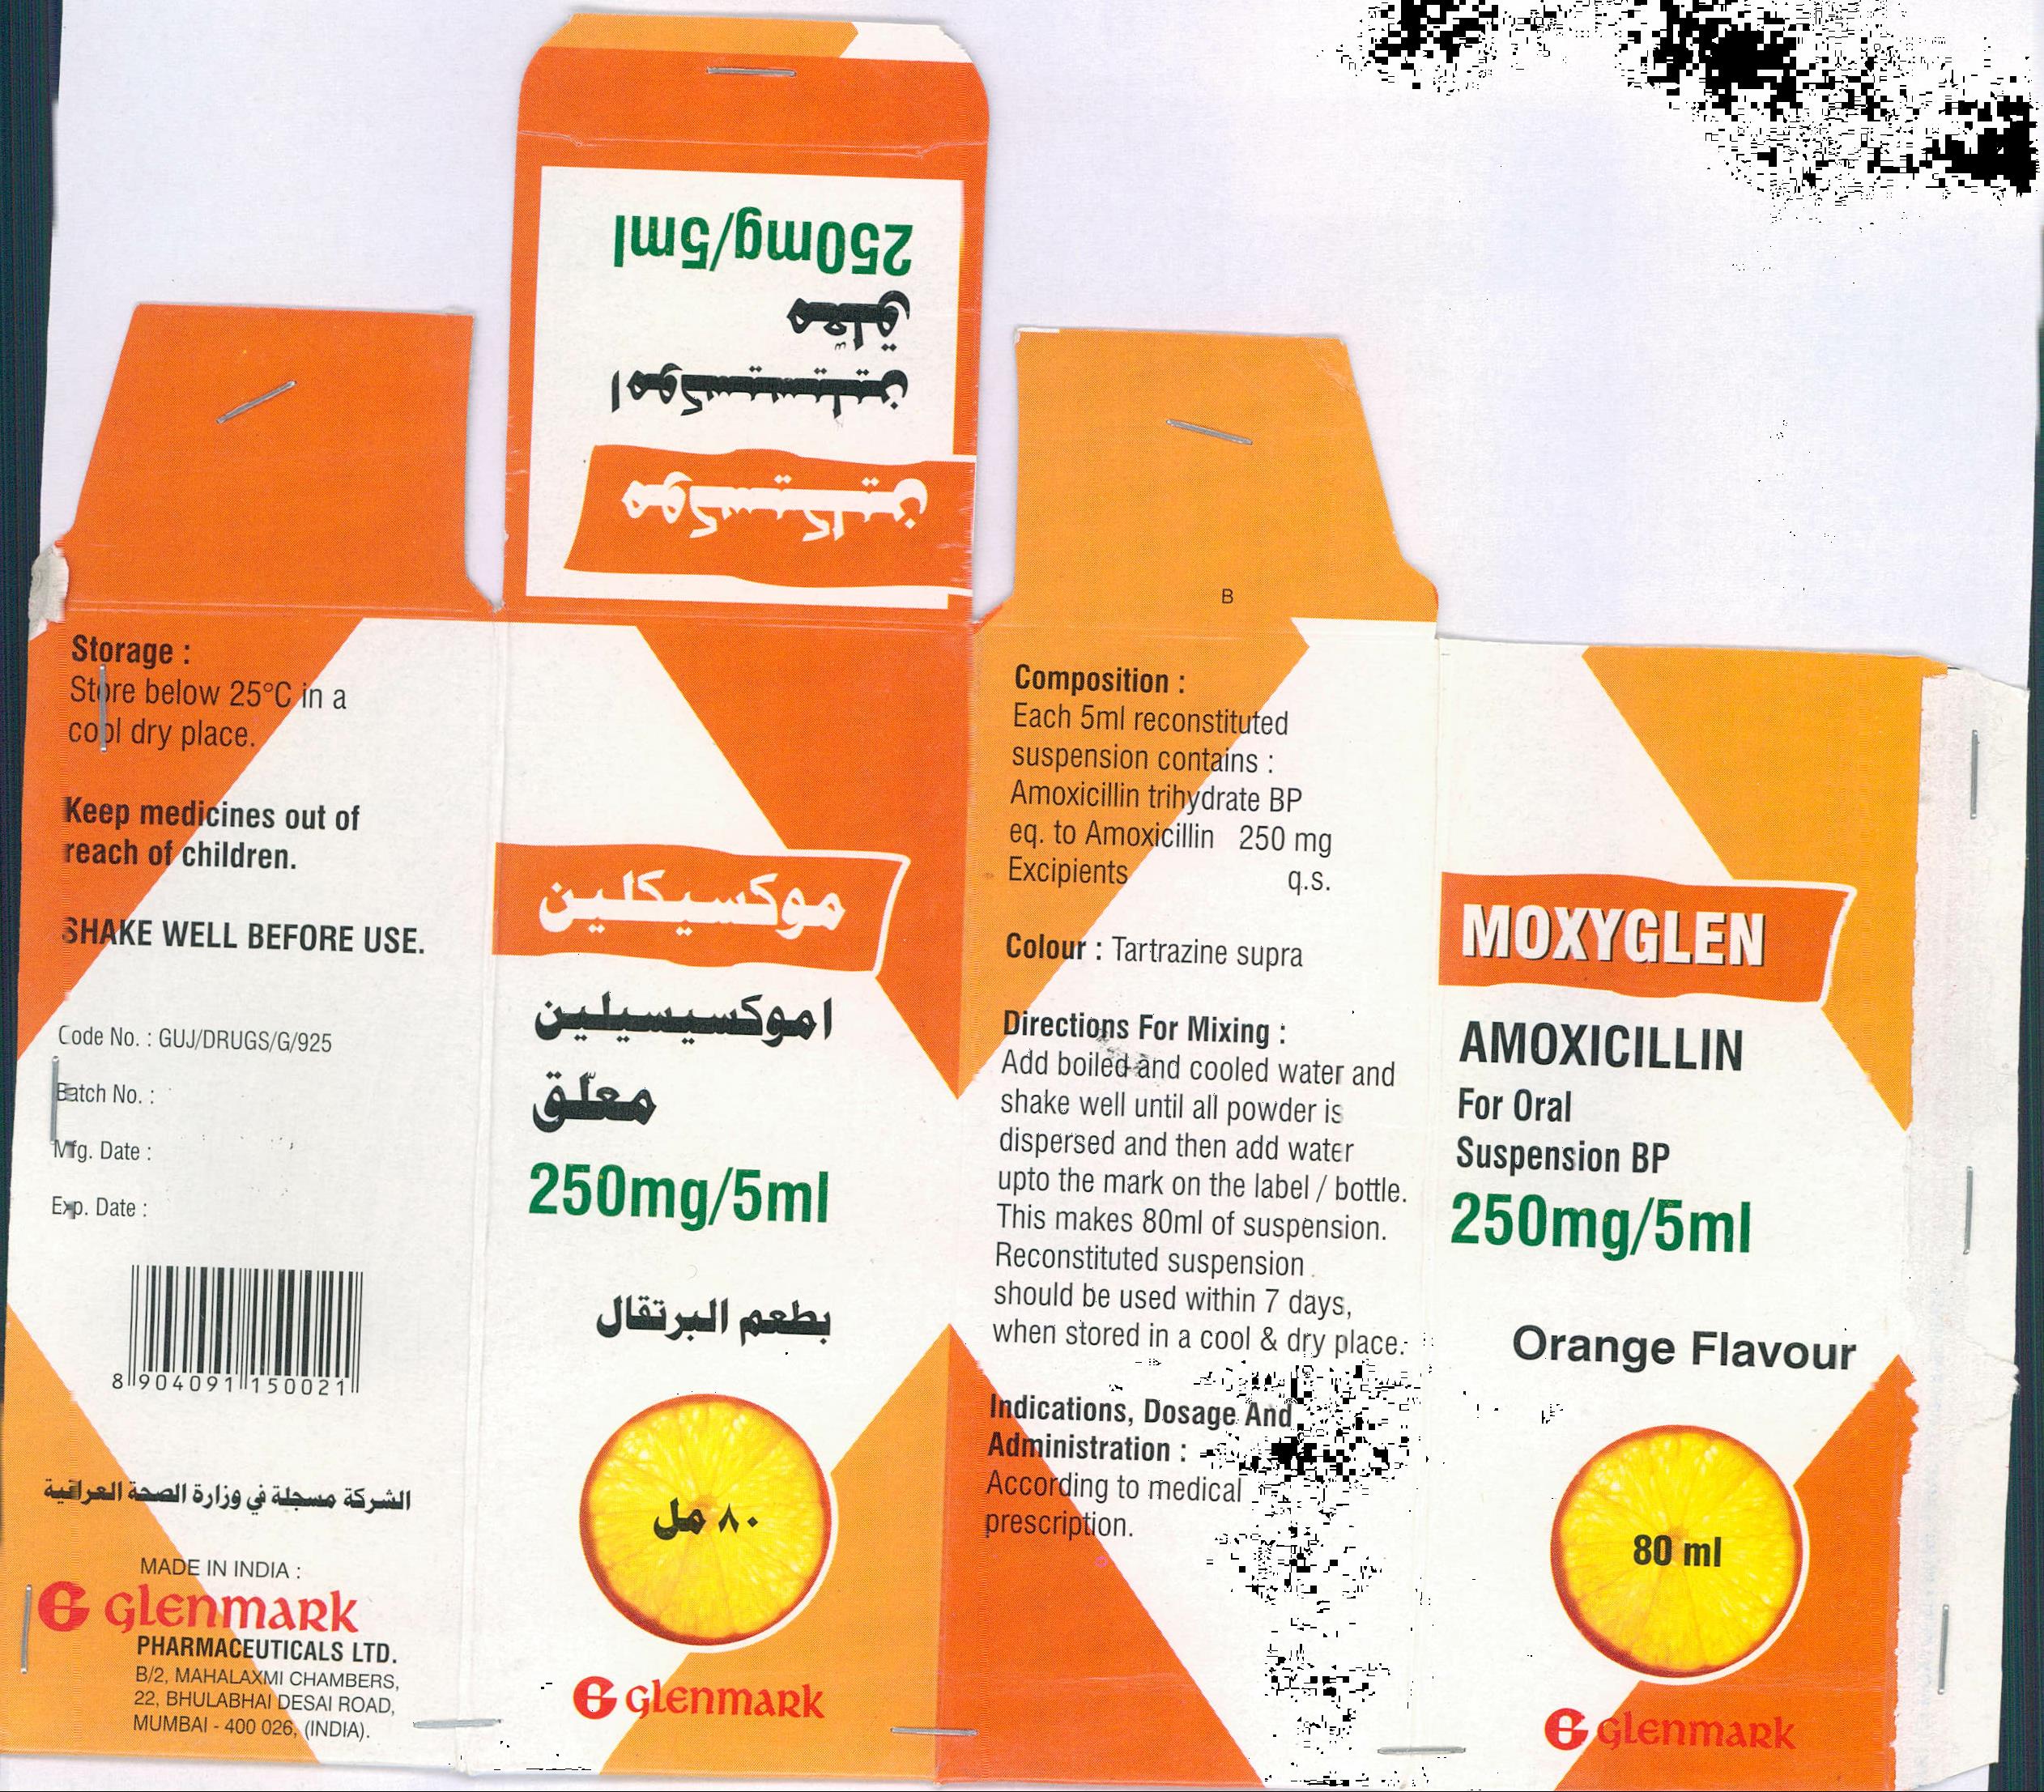 250mg/5ml
معلّق
اموكسيسيلين
موكسيكلين
B
Storage :
Store below 25°C in a
cool dry place.
Keep medicines out of
reach of children.
SHAKE WELL BEFORE USE.
Code No. : GUJ/DRUGS/G/925
Batch No. :
Mfg. Date :
Exp. Date :
8 904091 150021
الشركة مسجلة في وزارة الصحة العراقية
MADE IN INDIA :
G glenmark
PHARMACEUTICALS LTD.
B/2, MAHALAXMI CHAMBERS,
22, BHULABHAI DESAI ROAD,
MUMBAI - 400 026, (INDIA).
موكسيكلين
اموكسيسيلين
معلّق
250mg/5ml
بطعم البرتقال
٨٠ مل
G glenmark
Composition :
Each 5ml reconstituted
suspension contains :
Amoxicillin trihydrate BP
eq. to Amoxicillin 250 mg
Excipients q.s.
Colour : Tartrazine supra
Directions For Mixing :
Add boiled and cooled water and
shake well until all powder is
dispersed and then add water
upto the mark on the label / bottle.
This makes 80ml of suspension.
Reconstituted suspension
should be used within 7 days,
when stored in a cool & dry place.
Indications, Dosage And
Administration :
According to medical
prescription.
MOXYGLEN
AMOXICILLIN
For Oral
Suspension BP
250mg/5ml
Orange Flavour
80 ml
G glenmark